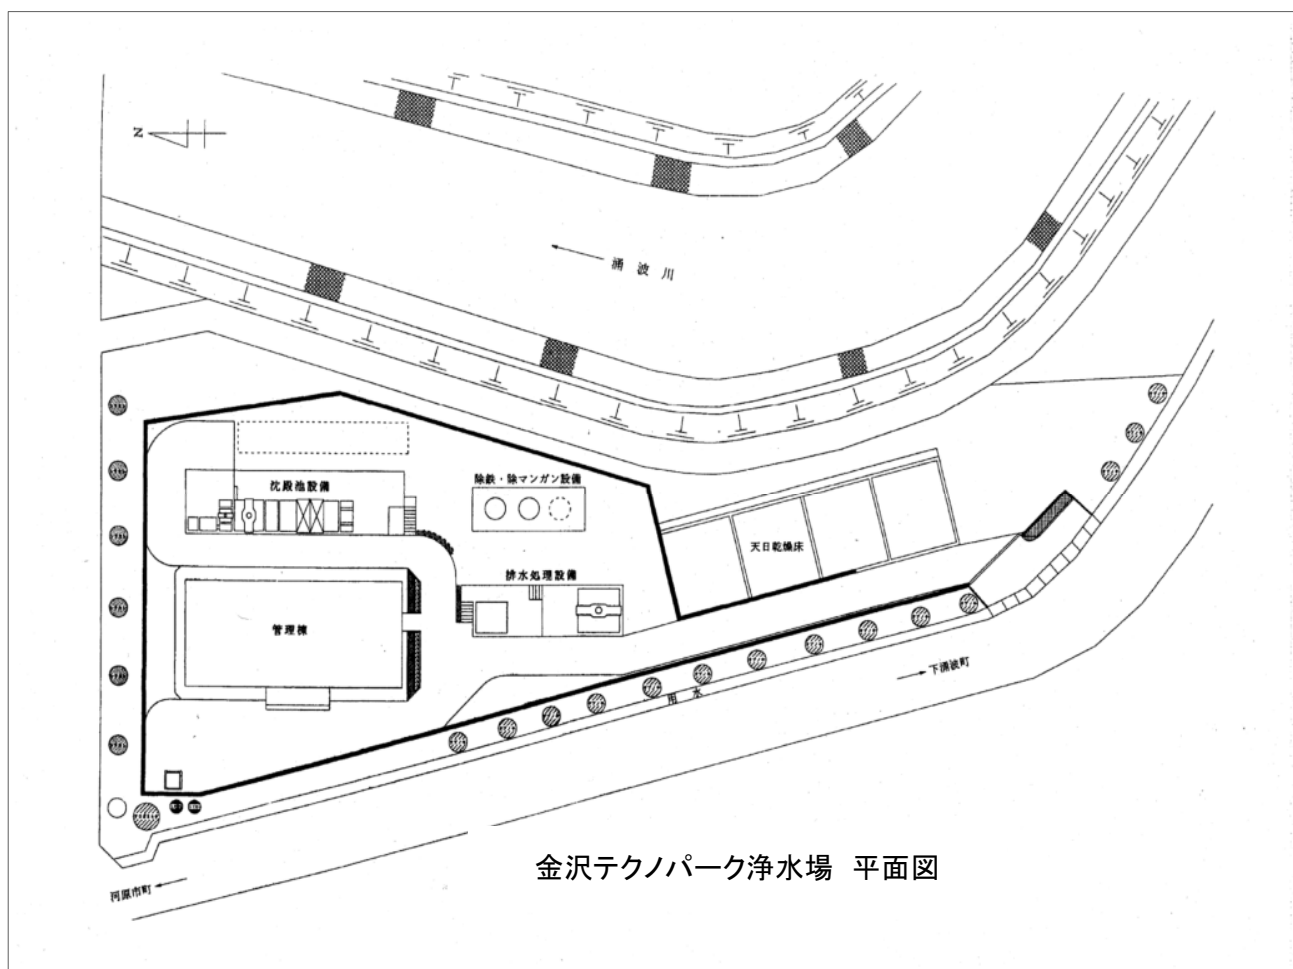 N
涌波川
沈殿池設備
除鉄・除マンガン設備
天日乾燥床
排水処理設備
管理棟
下涌波町
用水
河原市町
金沢テクノパーク浄水場 平面図